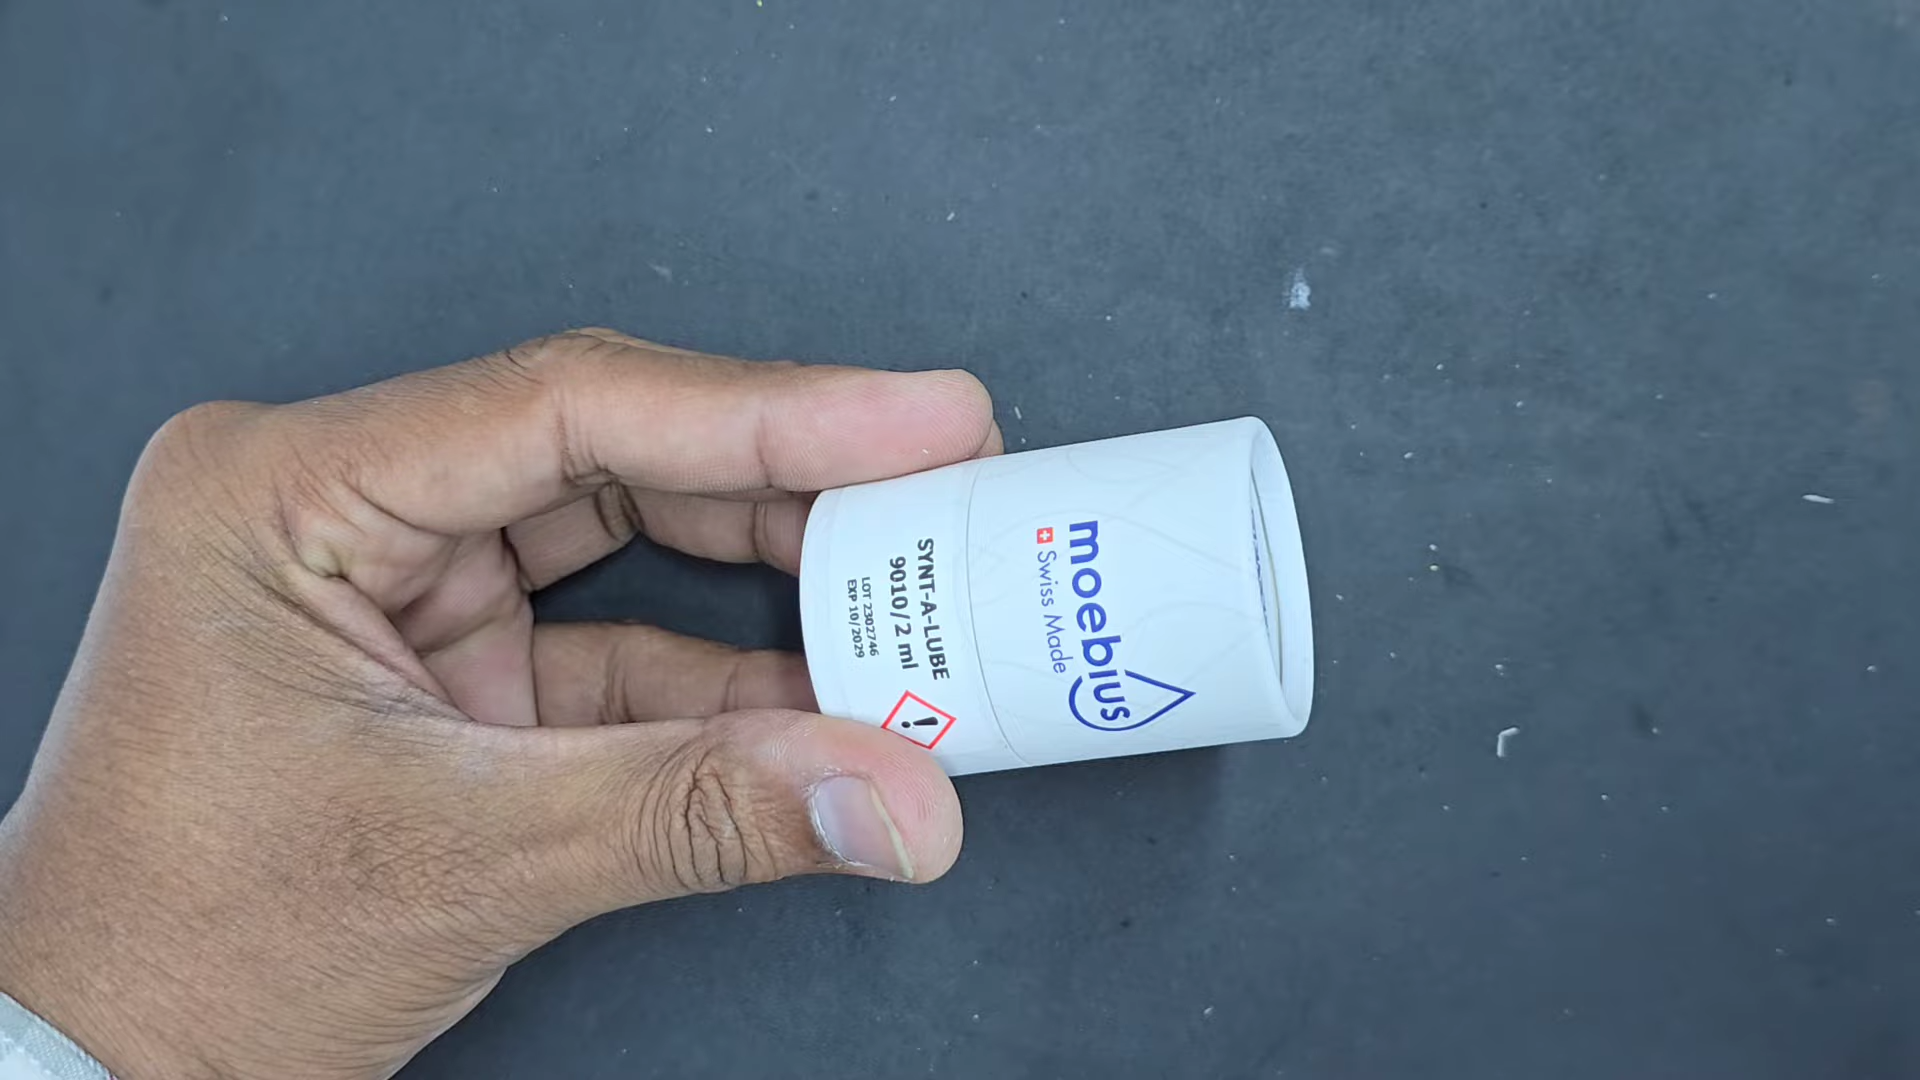 moebius
Swiss Made
SYNT-A-LUBE
9010/2 ml
LOT 2302746
EXP 10/2029